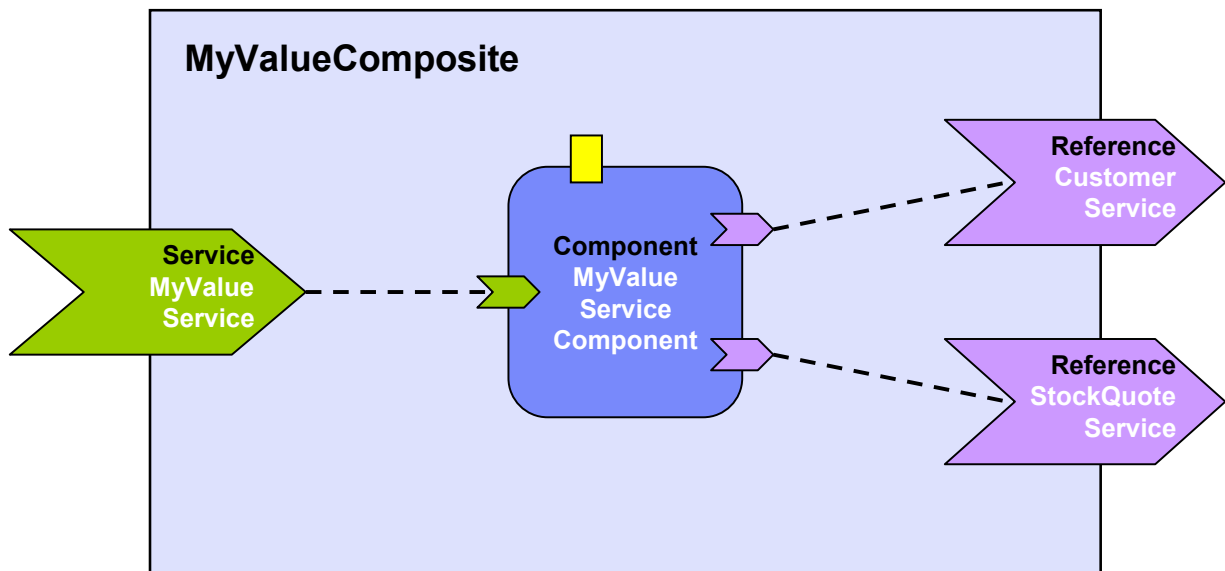 MyValueComposite
Service
MyValue
Service
Component
MyValue
Service
Component
Reference
Customer
Service
Reference
StockQuote
Service